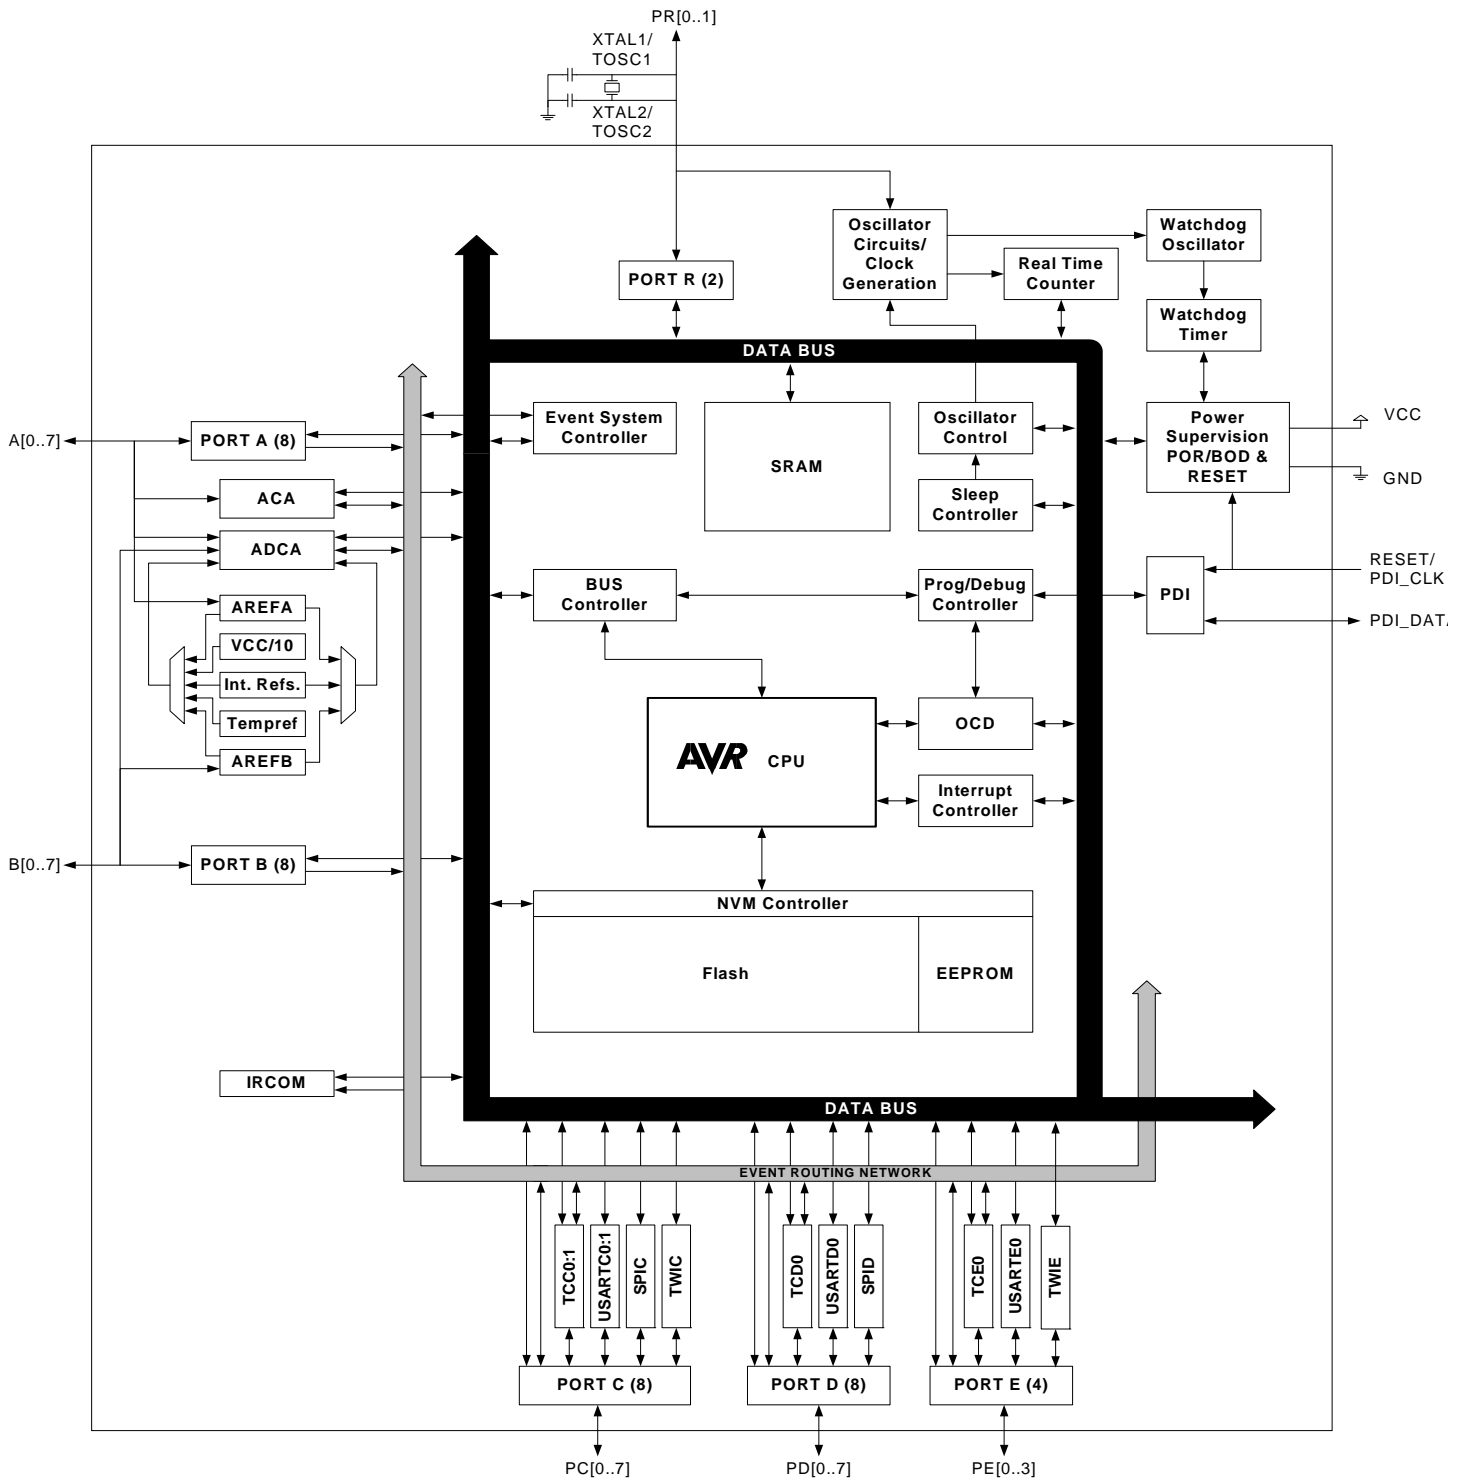 PR[0..1]
XTAL1/
TOSC1
XTAL2/
TOSC2
Oscillator
Circuits/
Clock
Generation
Watchdog
Oscillator
Real Time
Counter
PORT R (2)
Watchdog
Timer
DATA BUS
A[0..7]
PORT A (8)
Event System
Controller
SRAM
Oscillator
Control
Power
Supervision
POR/BOD &
RESET
VCC
GND
ACA
Sleep
Controller
ADCA
BUS
Controller
Prog/Debug
Controller
PDI
RESET/
PDI_CLK
PDI_DATA
AREFA
VCC/10
Int. Refs.
Tempref
AREFB
AVR CPU
OCD
Interrupt
Controller
B[0..7]
PORT B (8)
NVM Controller
Flash
EEPROM
IRCOM
DATA BUS
EVENT ROUTING NETWORK
TCC0:1
USARTC0:1
SPIC
TWIC
TCD0
USARTD0
SPID
TCE0
USARTE0
TWIE
PORT C (8)
PORT D (8)
PORT E (4)
PC[0..7]
PD[0..7]
PE[0..3]